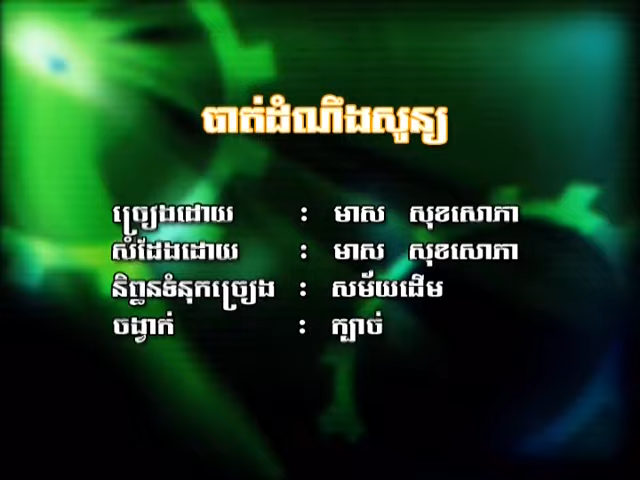 បាត់ដំណឹងសូន្យ
ច្រៀងដោយ : មាស សុខសោភា
សំដែងដោយ : មាស សុខសោភា
និព្វនទំនុកច្រៀង : សម័យដើម
ចង្វាក់ : ក្បាច់